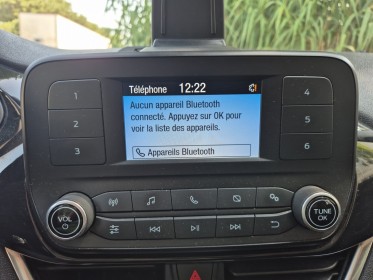 Téléphone 12:22
1
2
3
Aucun appareil Bluetooth
connecté. Appuyez sur OK pour
voir la liste des appareils.
Appareils Bluetooth
4
5
6
VOL
TUNE
OK